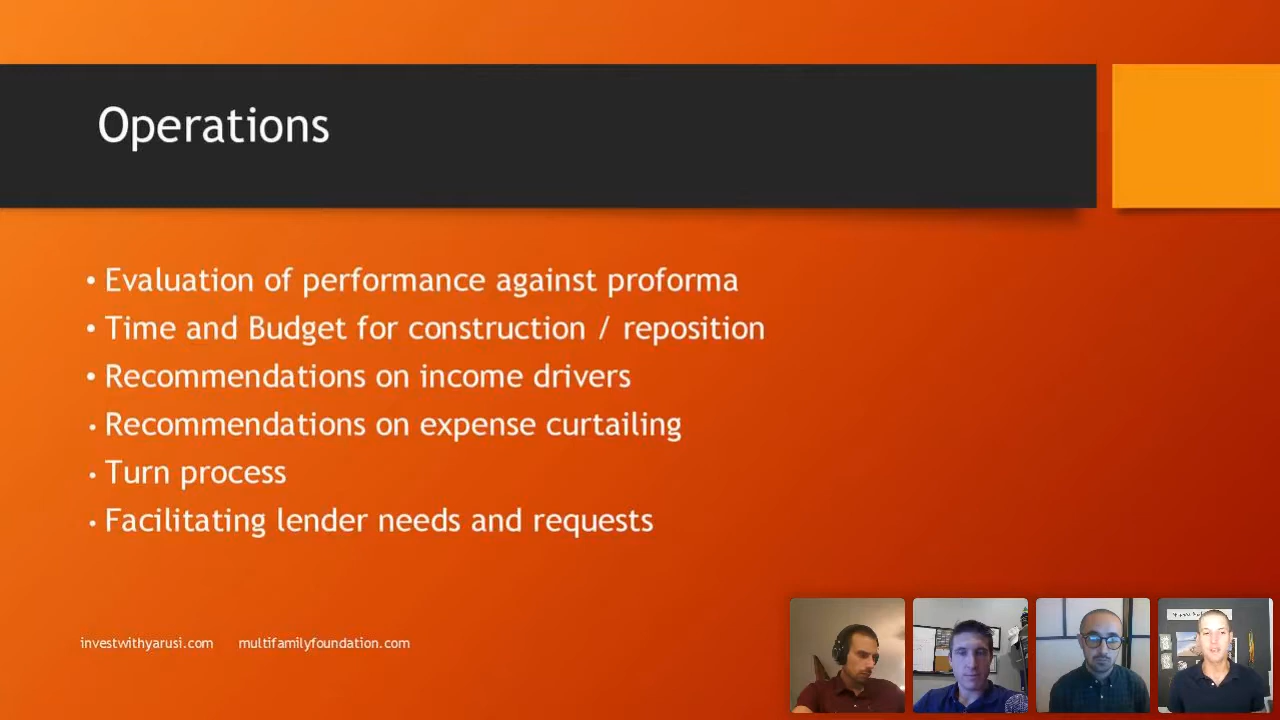 Operations
• Evaluation of performance against proforma
• Time and Budget for construction / reposition
• Recommendations on income drivers
• Recommendations on expense curtailing
• Turn process
• Facilitating lender needs and requests
investwithyarusi.com multifamilyfoundation.com